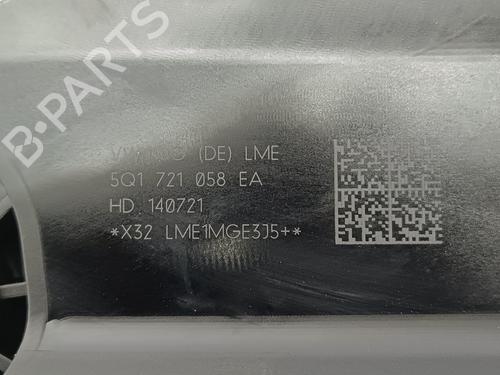 B-PARTS
(DE) LME
5Q1 721 058 EA
HD 140721
*X32 LME1MGE3J5+*